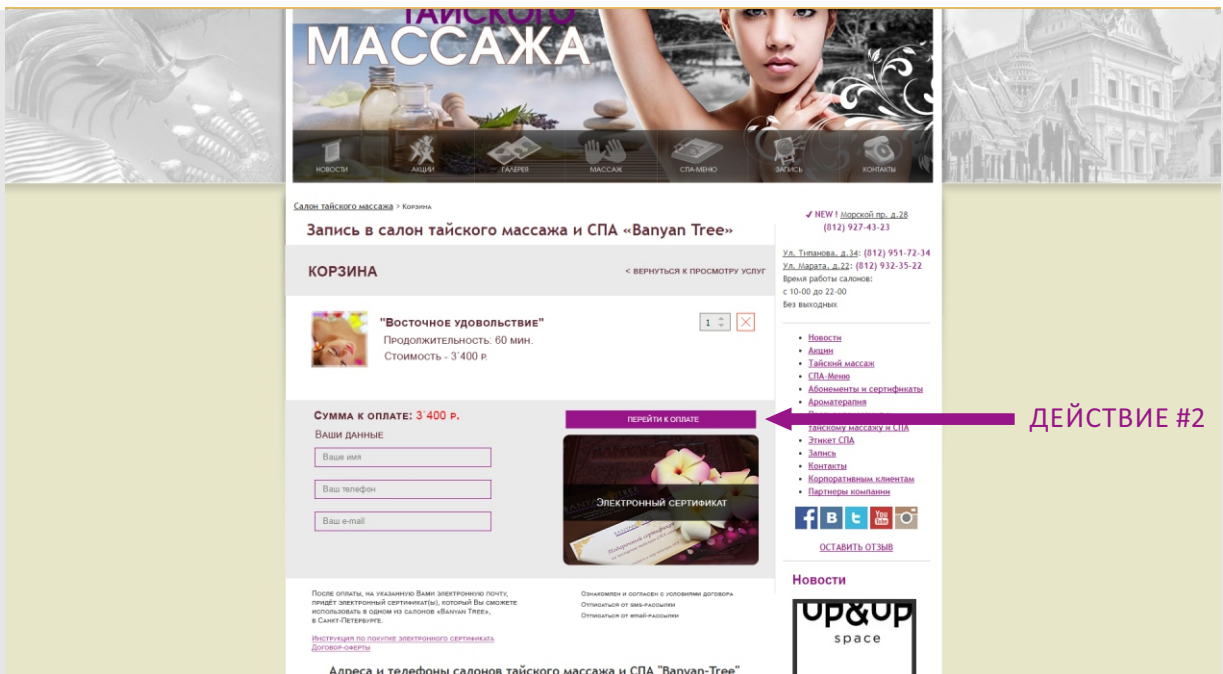 ТАЙСКОГО
МАССАЖА
НОВОСТИ
АКЦИИ
ГАЛЕРЕЯ
МАССАЖ
СПА-МЕНЮ
ЗАПИСЬ
КОНТАКТЫ
Салон тайского массажа > Корзина
Запись в салон тайского массажа и СПА «Banyan Tree»
КОРЗИНА
< ВЕРНУТЬСЯ К ПРОСМОТРУ УСЛУГ
"Восточное удовольствие"
Продолжительность: 60 мин.
Стоимость - 3`400 р.
1
Сумма к оплате: 3`400 р.
Ваши данные
Ваше имя
Ваш телефон
Ваш e-mail
ПЕРЕЙТИ К ОПЛАТЕ
Электронный сертификат
Подарочный сертификат
После оплаты, на указанную Вами электронную почту,
придёт электронный сертификат(ы), который Вы сможете
использовать в одном из салонов «Banyan Tree»,
в Санкт-Петербурге.
Инструкция по покупке электронного сертификата
Договор-оферты
Ознакомлен и согласен с условиями договора
Отписаться от sms-рассылки
Отписаться от email-рассылки
Адреса и телефоны салонов тайского массажа и СПА "Banyan-Tree"
✓ NEW ! Морской пр. д.28
(812) 927-43-23
Ул. Типанова, д.34: (812) 951-72-34
Ул. Марата, д.22: (812) 932-35-22
Время работы салонов:
с 10-00 до 22-00
Без выходных
Новости
Акции
Тайский массаж
СПА-Меню
Абонементы и сертификаты
Ароматерапия
тайскому массажу и СПА
Этикет СПА
Запись
Контакты
Корпоративным клиентам
Партнеры компании
You
ОСТАВИТЬ ОТЗЫВ
Новости
UP&UP
space
ДЕЙСТВИЕ #2